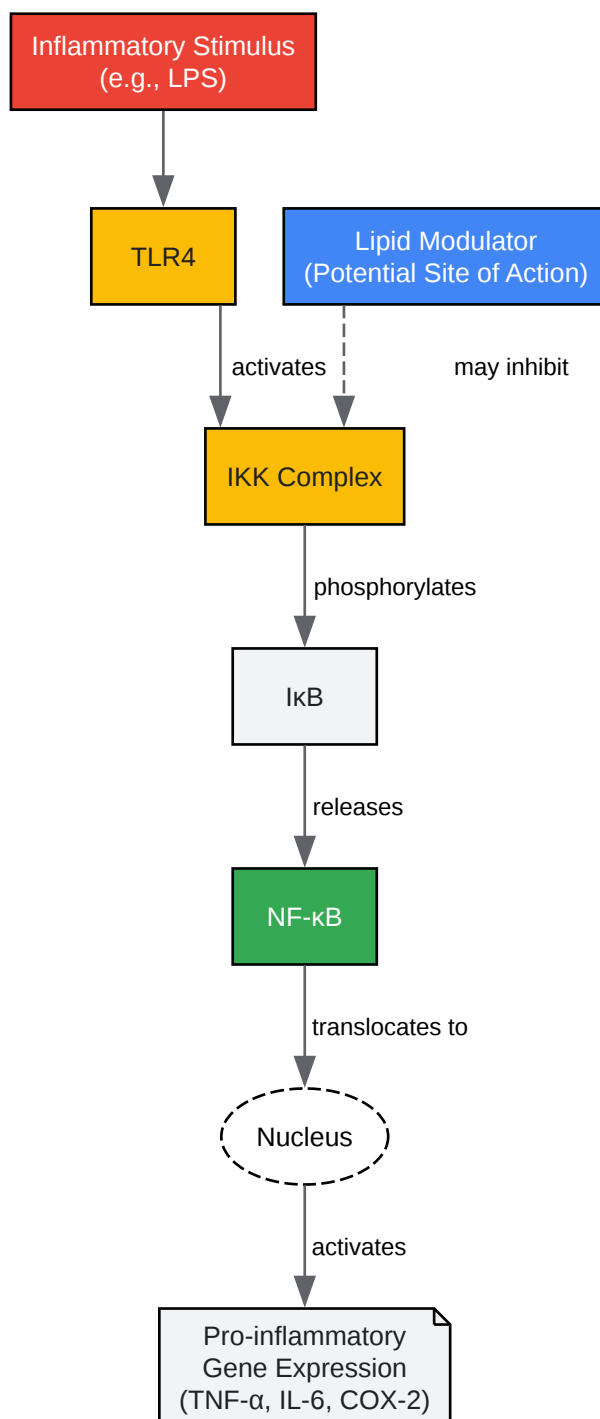 Inflammatory Stimulus
(e.g., LPS)
TLR4
Lipid Modulator
(Potential Site of Action)
activates
may inhibit
IKK Complex
phosphorylates
IκB
releases
NF-κB
translocates to
Nucleus
activates
Pro-inflammatory
Gene Expression
(TNF-α, IL-6, COX-2)